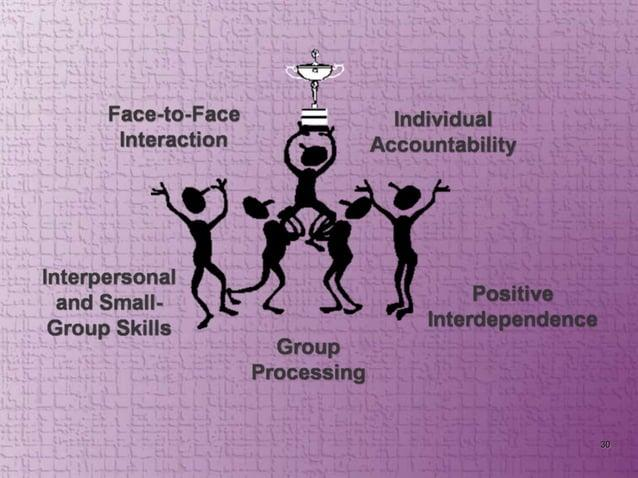 Face-to-Face
Interaction
Individual
Accountability
Interpersonal
and Small-
Group Skills
Positive
Interdependence
Group
Processing
30